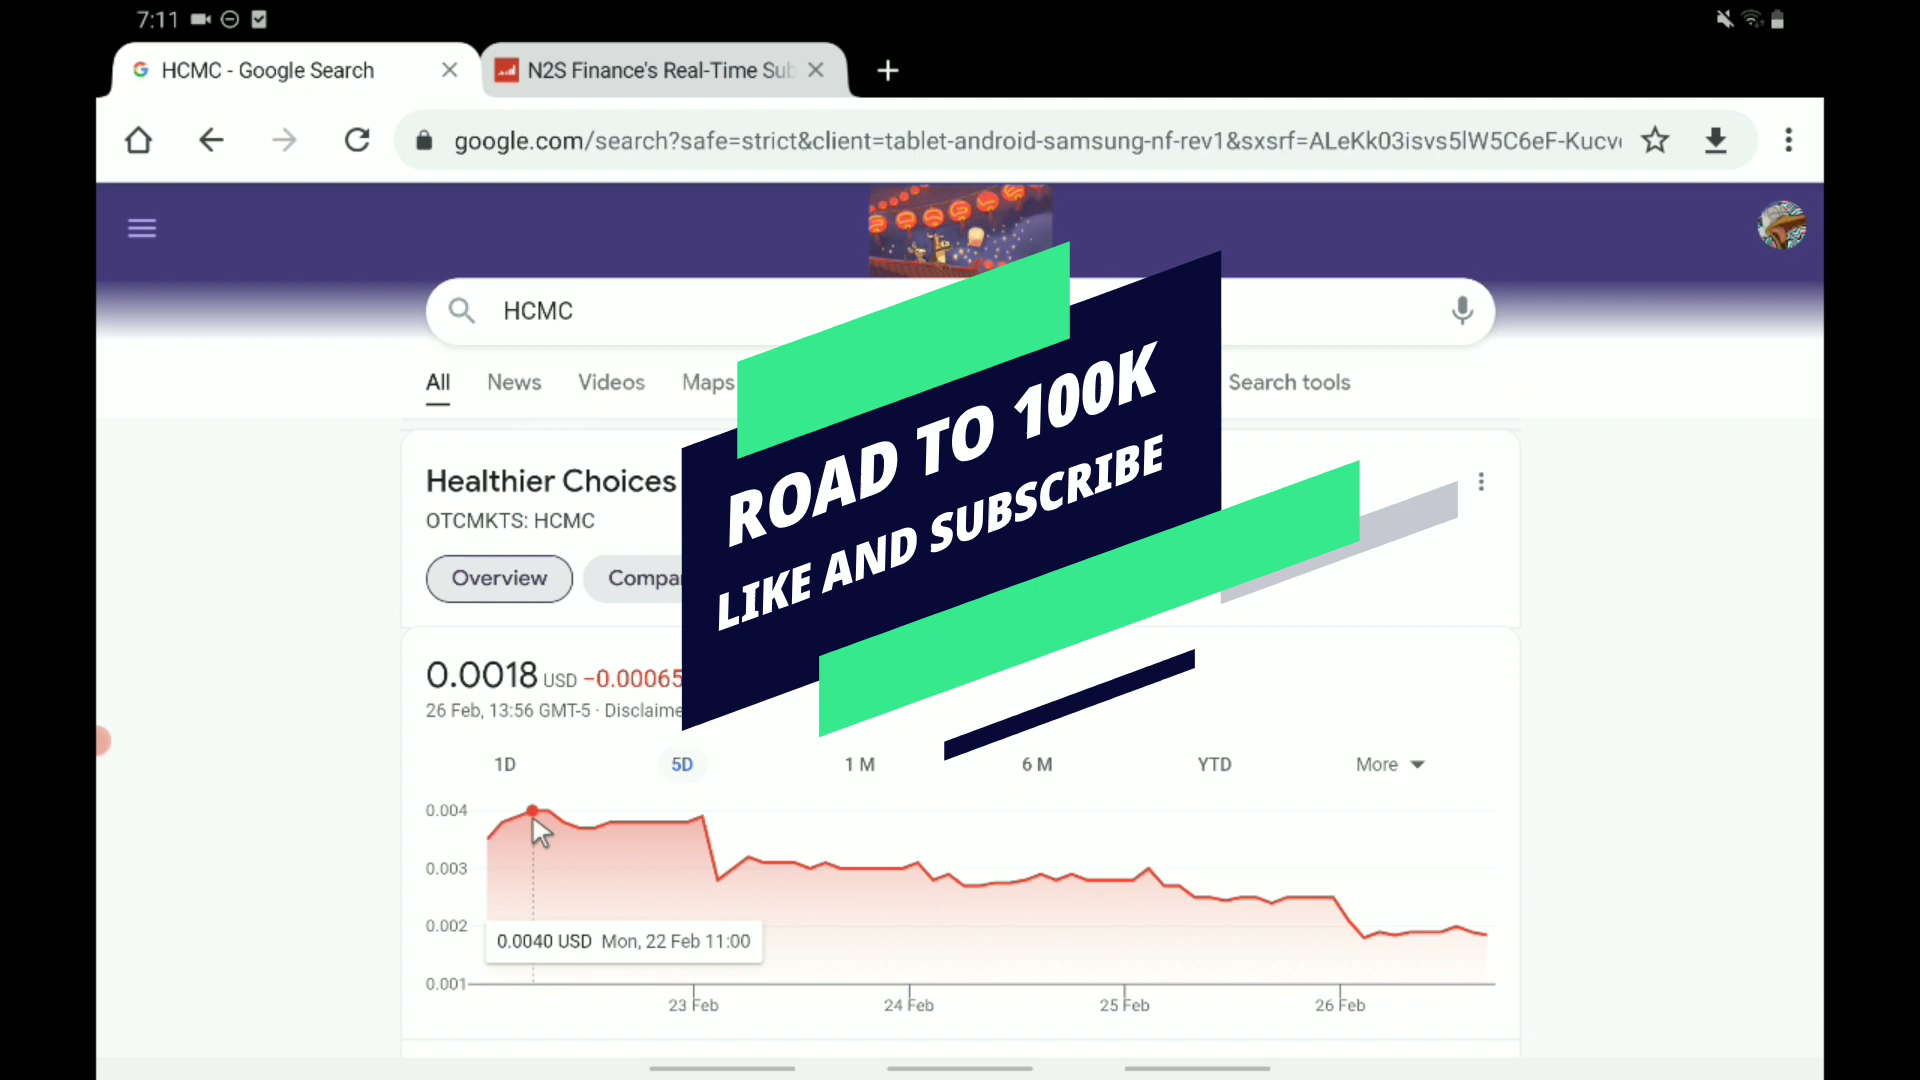 7:11
HCMC - Google Search
N2S Finance's Real-Time Sub
google.com/search?safe=strict&client=tablet-android-samsung-nf-rev1&sxsrf=ALeKk03isvs5lW5C6eF-Kucv
HCMC
All News Videos Maps Search tools
ROAD TO 100K
LIKE AND SUBSCRIBE
Healthier Choices
OTCMKTS: HCMC
Overview Compa
0.0018 USD −0.00065
26 Feb, 13:56 GMT-5 · Disclaime
1D 5D 1 M 6 M YTD More
0.004
0.003
0.002
0.0040 USD Mon, 22 Feb 11:00
0.001
23 Feb 24 Feb 25 Feb 26 Feb